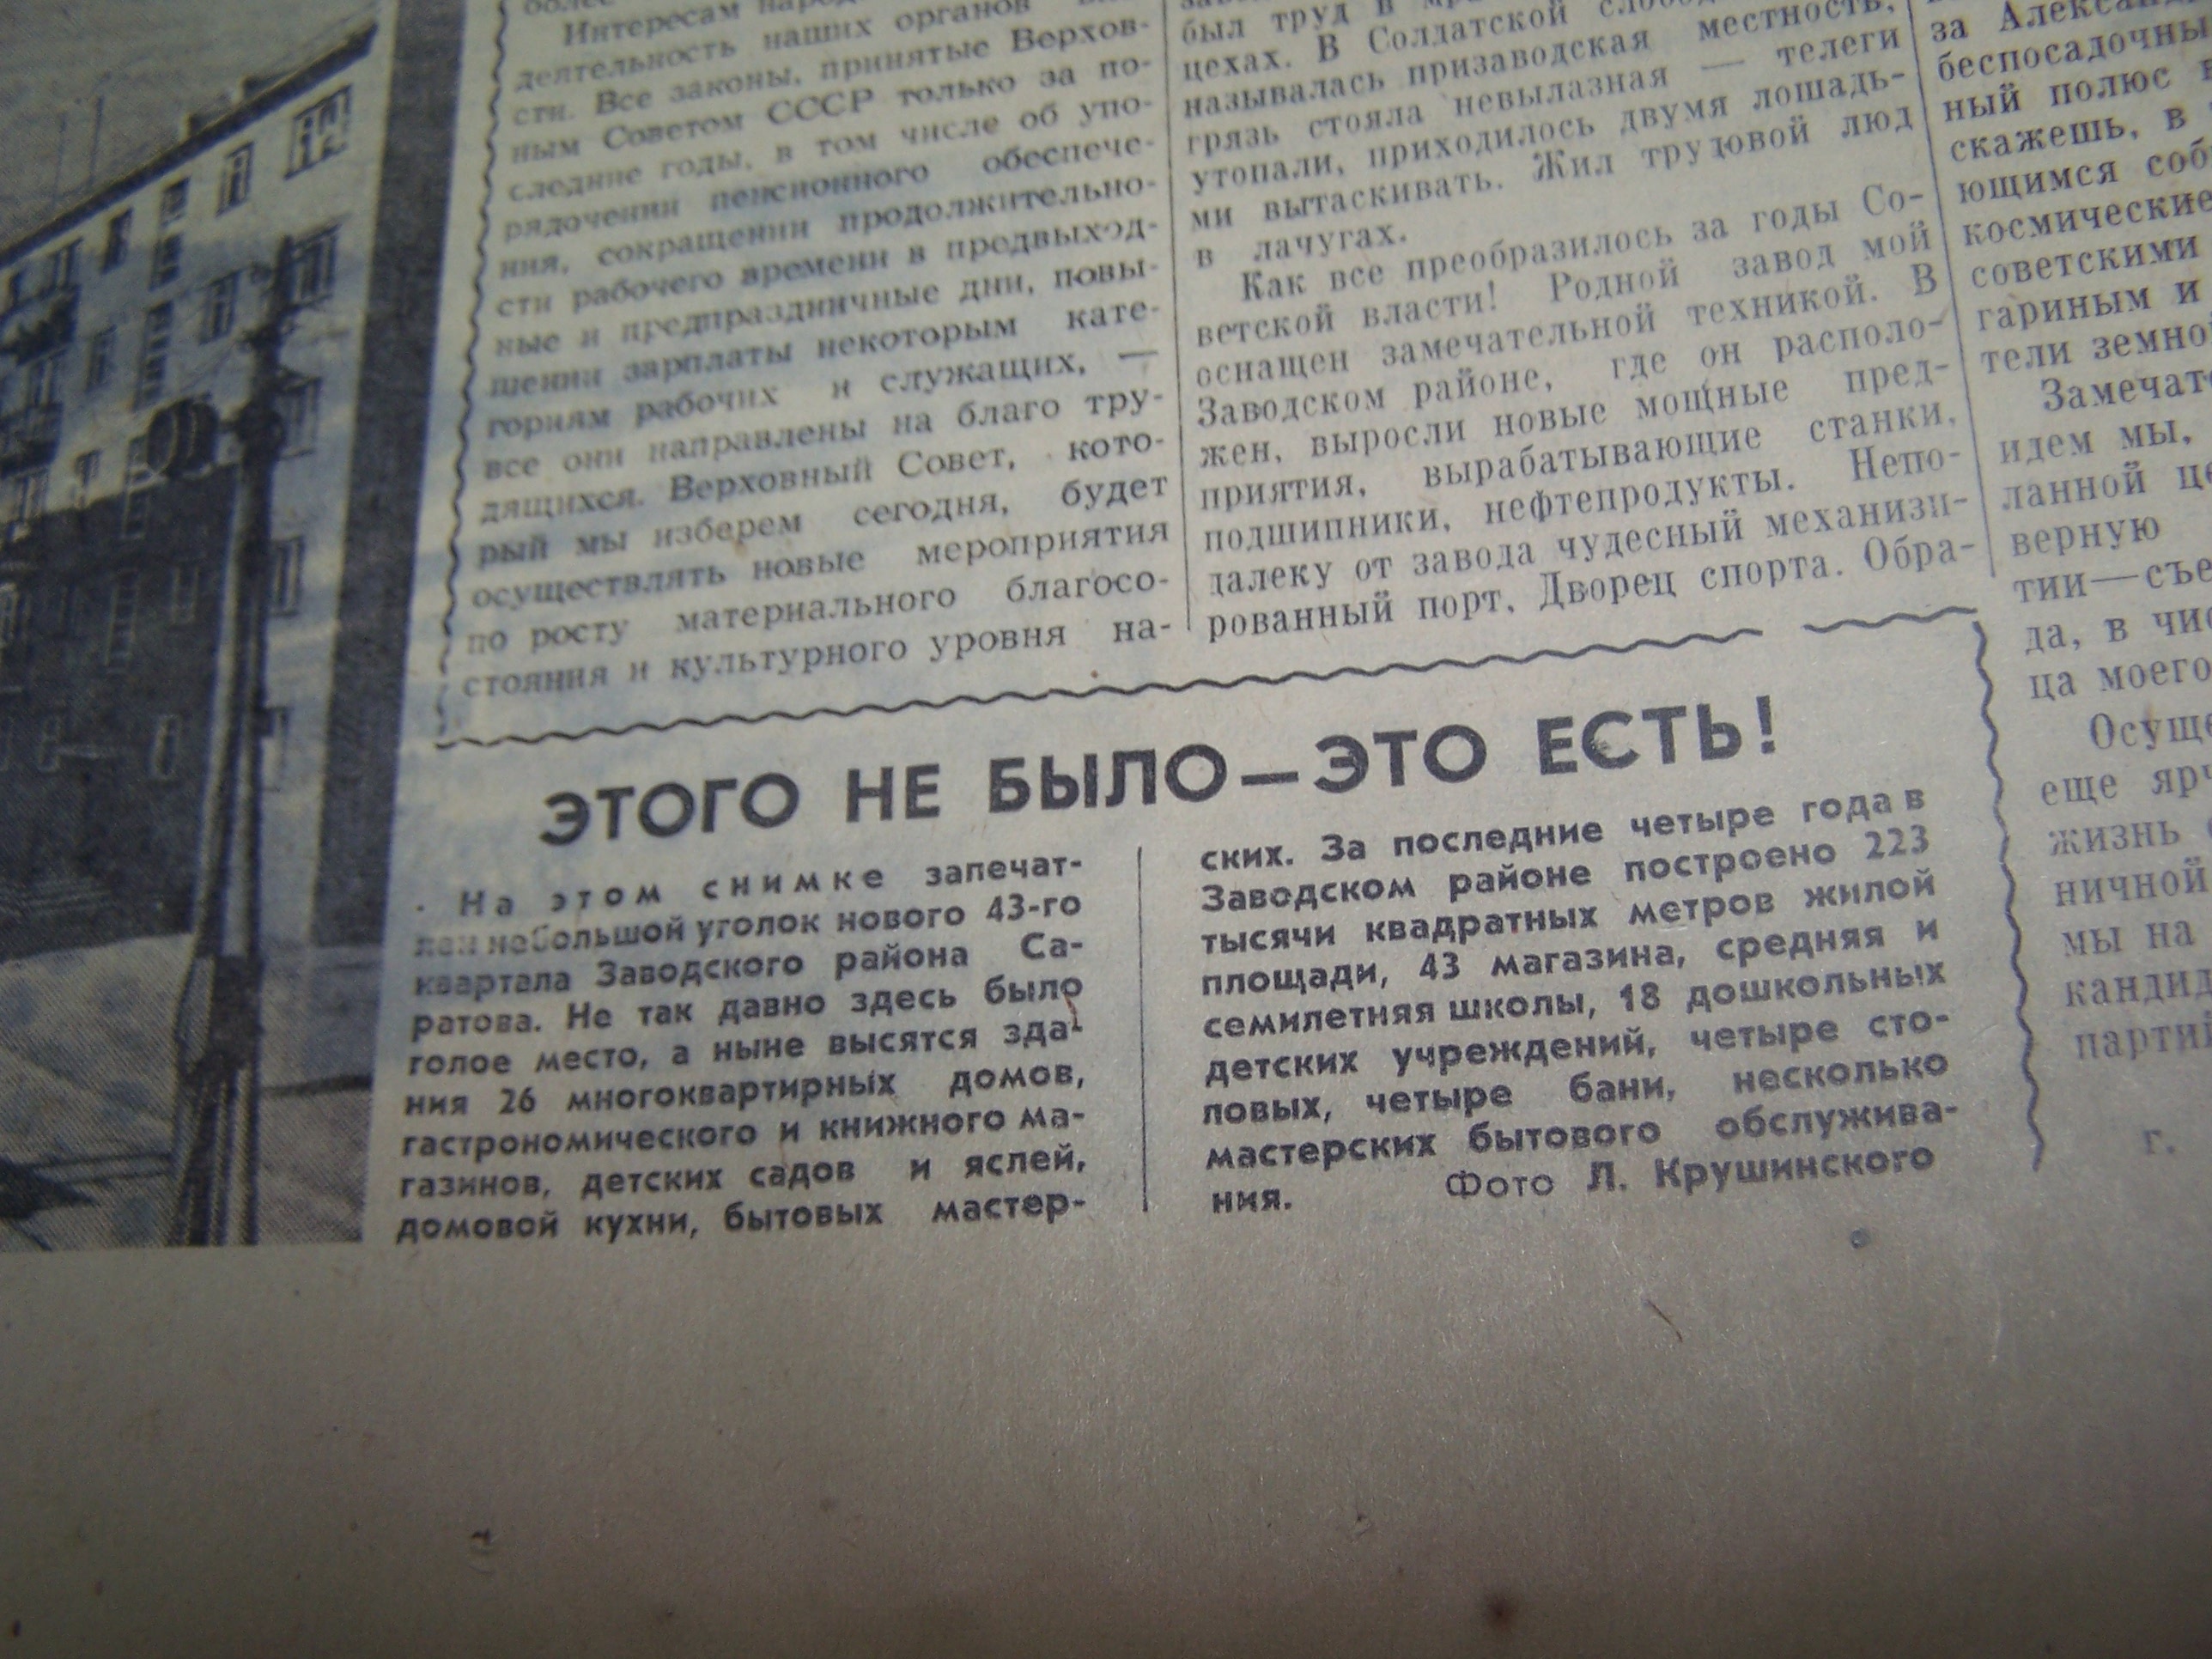 Интересам
деятельность наших органов
сти. Все законы, принятые Верхов-
ным Советом СССР только за по-
следние годы, в том числе об упо-
рядочении пенсионного обеспече-
ния, сокращении продолжительно-
сти рабочего времени в предвыход-
ные и предпраздничные дни, повы-
шении зарплаты некоторым кате-
гориям рабочих и служащих, —
все они направлены на благо тру-
дящихся. Верховный Совет, кото-
рый мы изберем сегодня, будет
осуществлять новые мероприятия
по росту материального благосо-
стояния и культурного уровня на-
был труд в
цехах. В Солдатской
называлась призаводская местность,
грязь стояла невылазная — телеги
утопали, приходилось двумя лошадь-
ми вытаскивать. Жил трудовой люд
в лачугах.
Как все преобразилось за годы Со-
ветской власти! Родной завод мой
оснащен замечательной техникой. В
Заводском районе, где он располо-
жен, выросли новые мощные пред-
приятия, вырабатывающие станки,
подшипники, нефтепродукты. Непо-
далеку от завода чудесный механизи-
рованный порт, Дворец спорта. Обра-
за
беспосадочны
ный полюс
скажешь, в
ющимся соб
космические
советскими
гариным и
тели земно
Замечат
идем мы,
ланной це
верную
тии—съе
да, в чис
ца моего
Осуще
еще ярч
жизнь
ничной
мы на
кандид
парти
г.
ЭТОГО НЕ БЫЛО—ЭТО ЕСТЬ!
На этом снимке запечат-
лен небольшой уголок нового 43-го
квартала Заводского района Са-
ратова. Не так давно здесь было
голое место, а ныне высятся зда-
ния 26 многоквартирных домов,
гастрономического и книжного ма-
газинов, детских садов и яслей,
домовой кухни, бытовых мастер-
ских. За последние четыре года в
Заводском районе построено 223
тысячи квадратных метров жилой
площади, 43 магазина, средняя и
семилетняя школы, 18 дошкольных
детских учреждений, четыре сто-
ловых, четыре бани, несколько
мастерских бытового обслужива-
ния. Фото Л. Крушинского